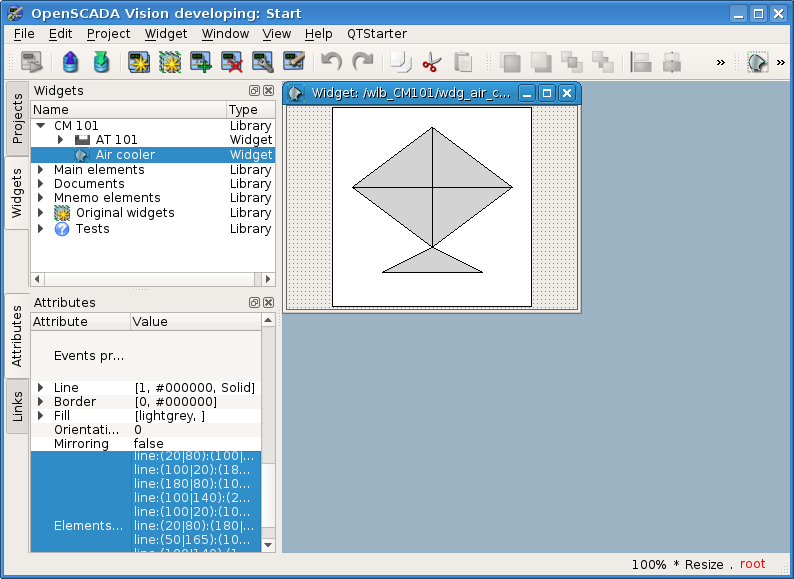 OpenSCADA Vision developing: Start
File Edit Project Widget Window View Help QTStarter
» »
Projects
Widgets
Attributes
Links
Widgets
Name Type
CM 101 Library
AT 101 Widget
Air cooler Widget
Main elements Library
Documents Library
Mnemo elements Library
Original widgets Library
? Tests Library
Attributes
Attribute Value
Events pr...
Line [1, #000000, Solid]
Border [0, #000000]
Fill [lightgrey, ]
Orientati... 0
Mirroring false
Elements...
line:(20|80):(100|...
line:(100|20):(18...
line:(180|80):(10...
line:(100|140):(2...
line:(100|20):(10...
line:(20|80):(180|...
line:(50|165):(10...
line:(100|140):(1...
Widget: /wlb_CM101/wdg_air_c...
100% * Resize . root